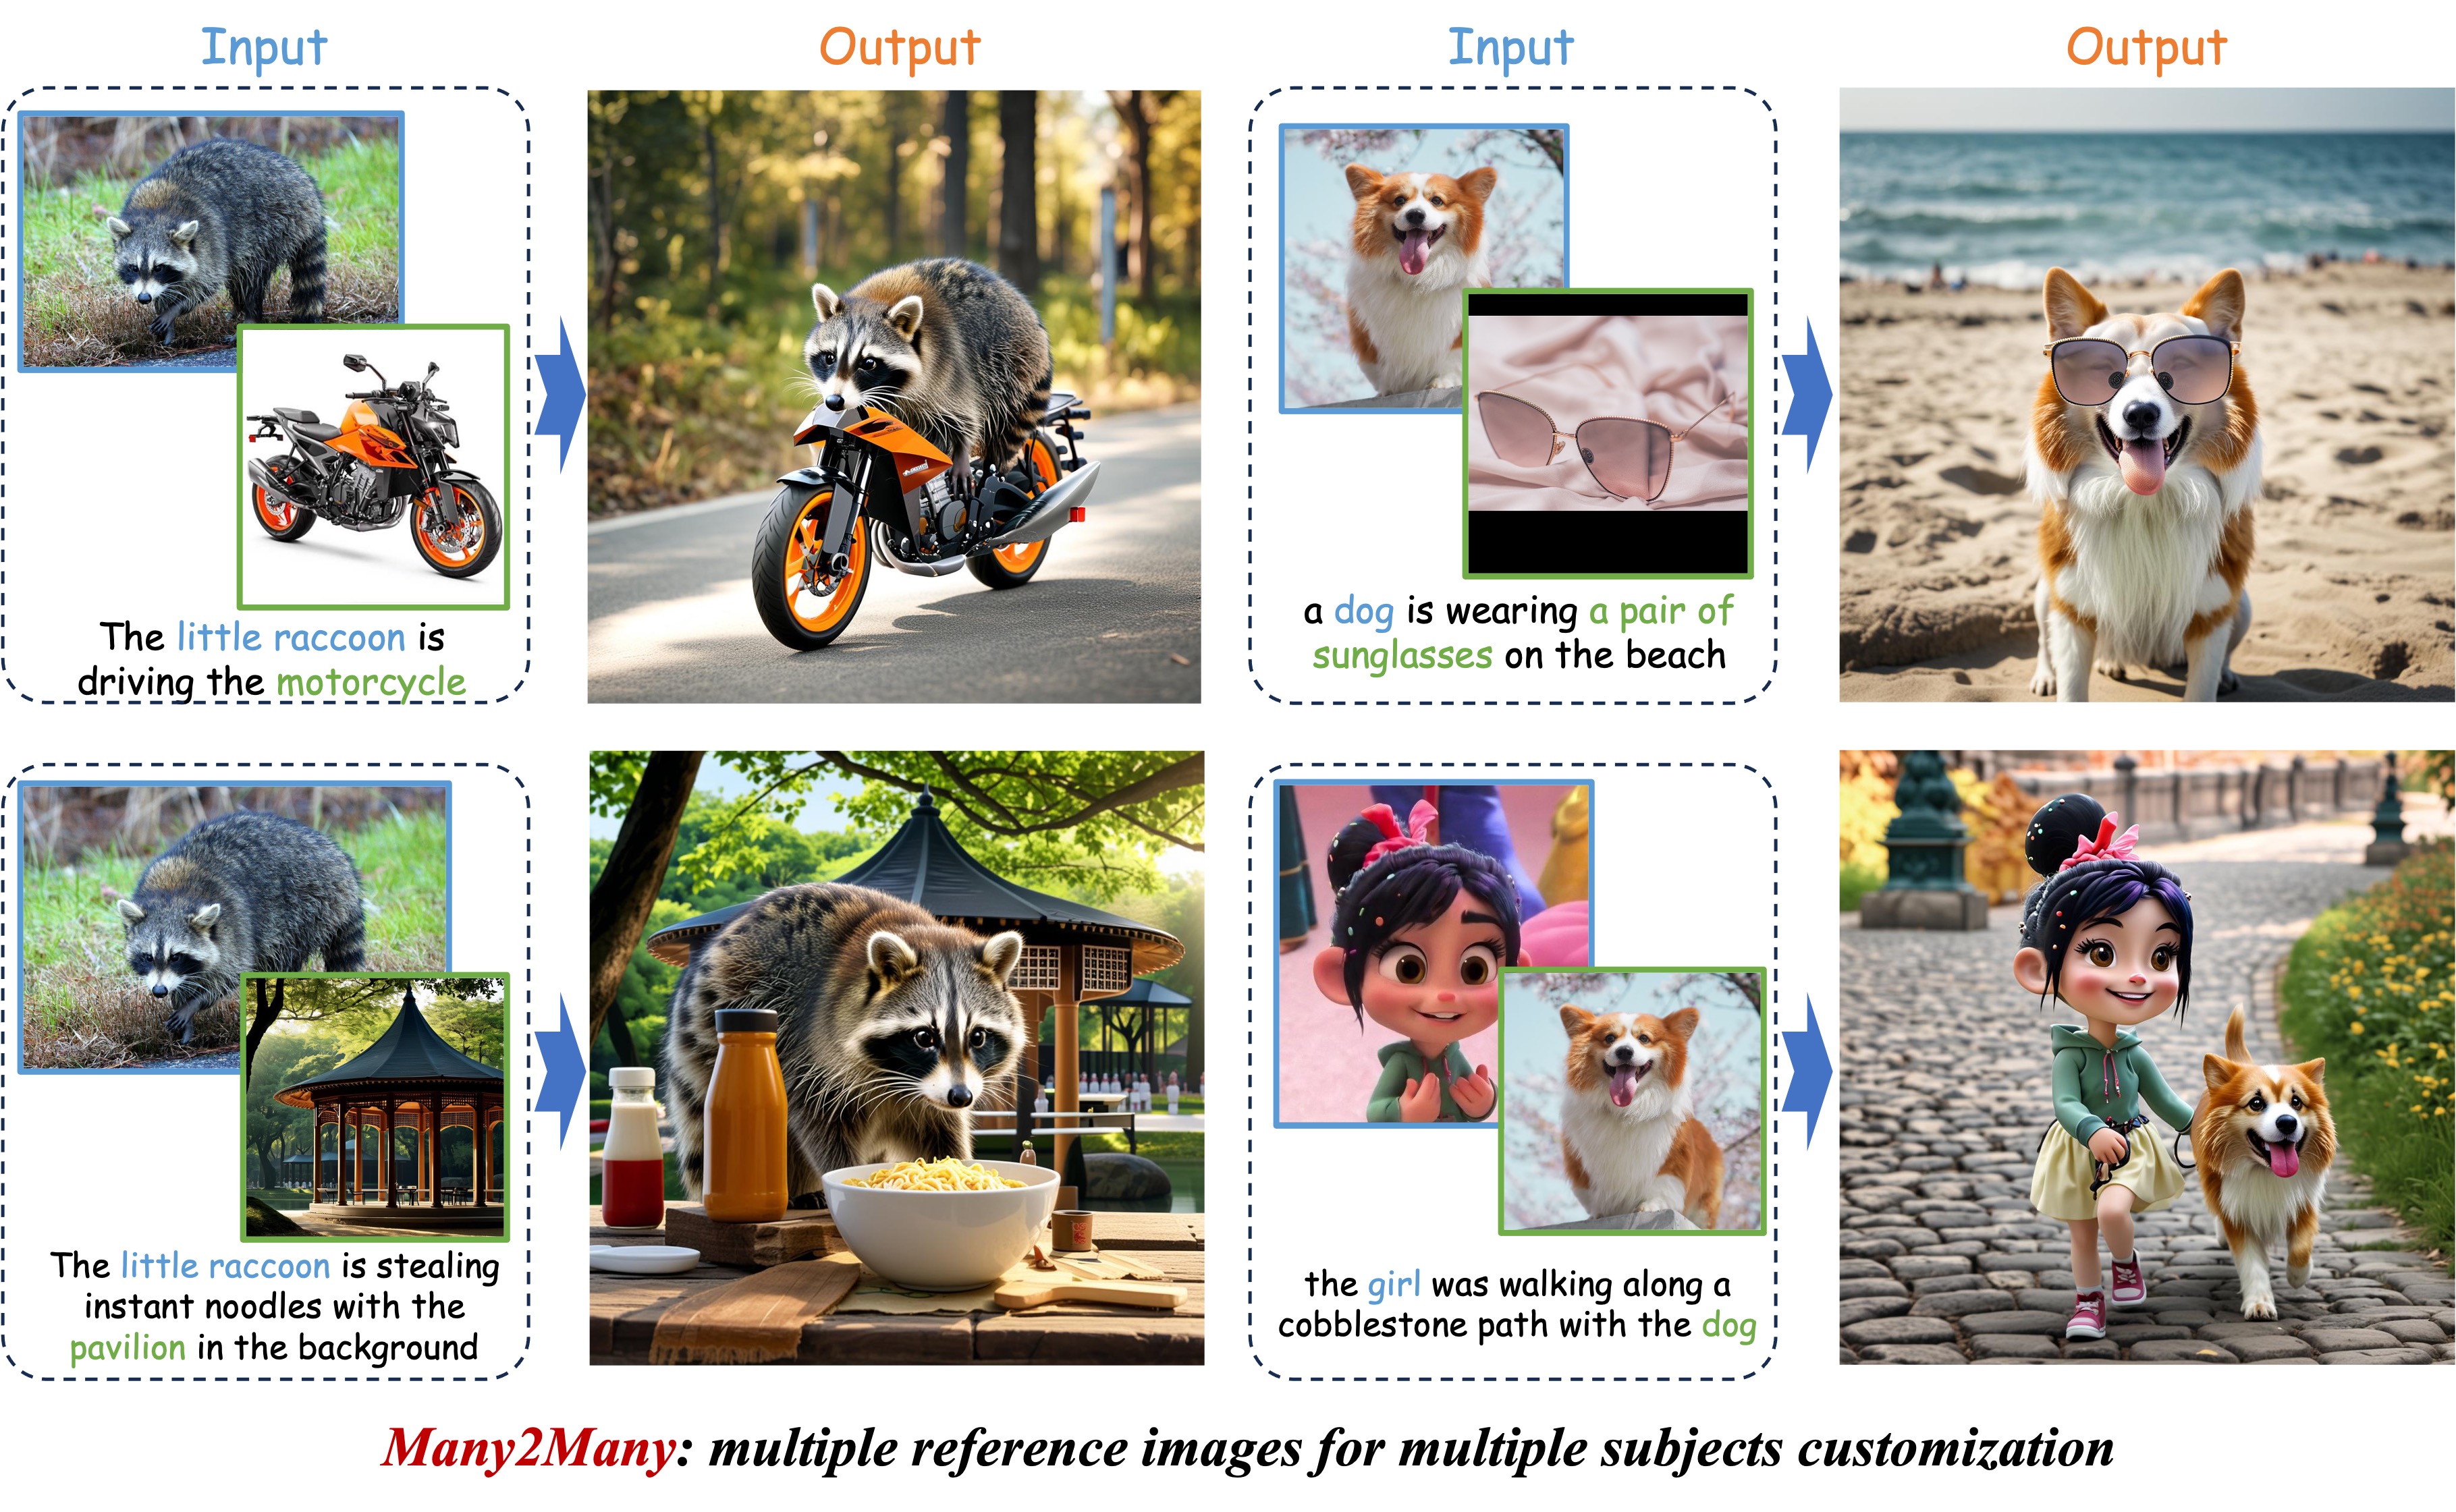 Input
Output
Input
Output
The little raccoon is
driving the motorcycle
a dog is wearing a pair of
sunglasses on the beach
The little raccoon is stealing
instant noodles with the
pavilion in the background
the girl was walking along a
cobblestone path with the dog
Many2Many: multiple reference images for multiple subjects customization